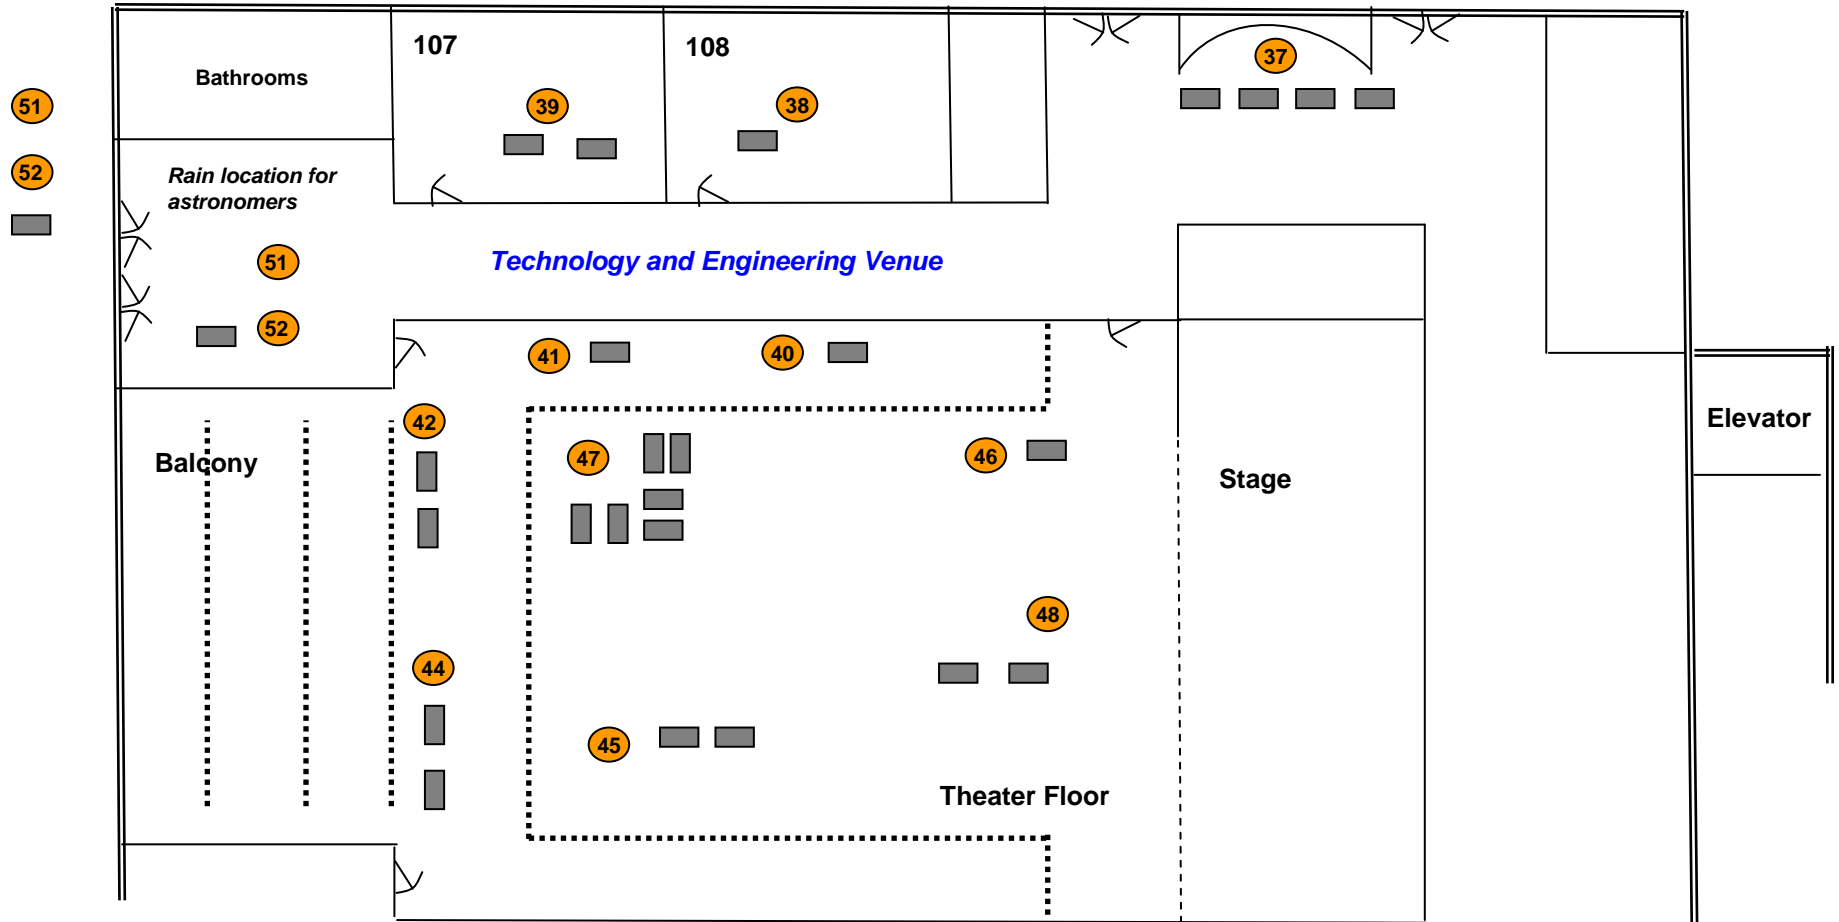 107
108
37
Bathrooms
51
39
38
52
Rain location for
astronomers
51
Technology and Engineering Venue
52
41
40
42
Elevator
Balcony
47
46
Stage
48
44
45
Theater Floor